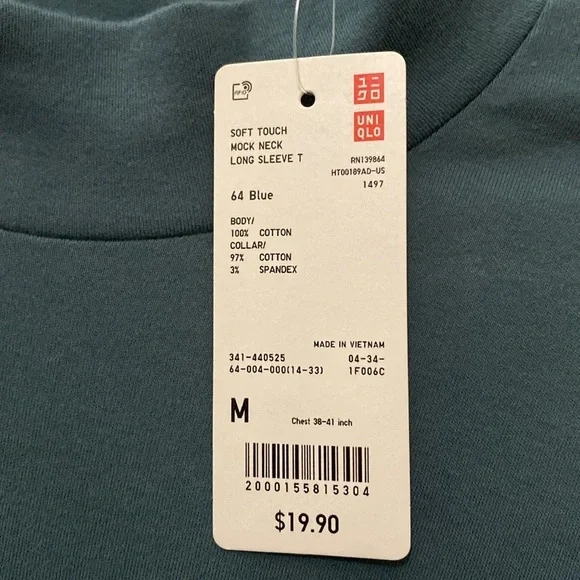 RFID
ユニ
クロ
UNI
QLO
SOFT TOUCH
MOCK NECK
LONG SLEEVE T
RN139864
HT00189AD-US
1497
64 Blue
BODY/
100% COTTON
COLLAR/
97% COTTON
3% SPANDEX
MADE IN VIETNAM
341-440525 04-34-
64-004-000(14-33) 1F006C
M Chest 38-41 inch
2000155815304
$19.90